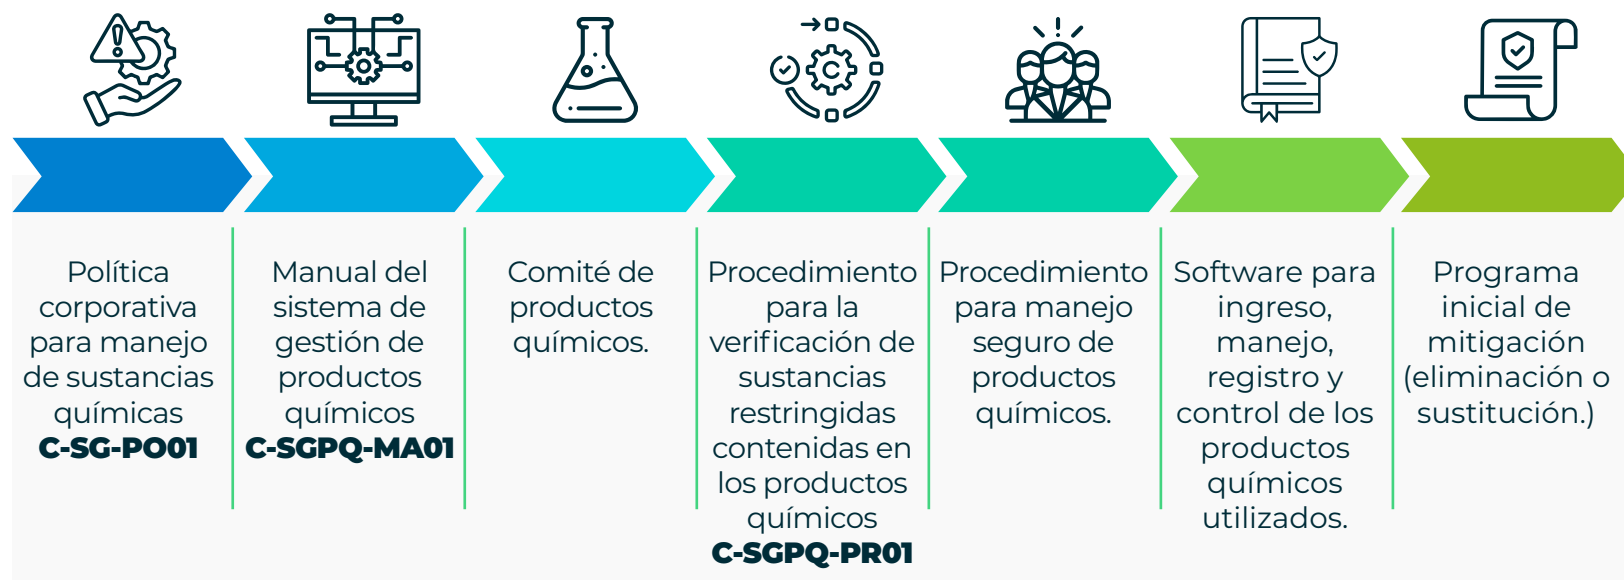 Política
corporativa
para manejo
de sustancias
químicas
C-SG-PO01
Manual del
sistema de
gestión de
productos
químicos
C-SGPQ-MA01
Comité de
productos
químicos.
Procedimiento
para la
verificación de
sustancias
restringidas
contenidas en
los productos
químicos
C-SGPQ-PR01
Procedimiento
para manejo
seguro de
productos
químicos.
Software para
ingreso,
manejo,
registro y
control de los
productos
químicos
utilizados.
Programa
inicial de
mitigación
(eliminación o
sustitución.)